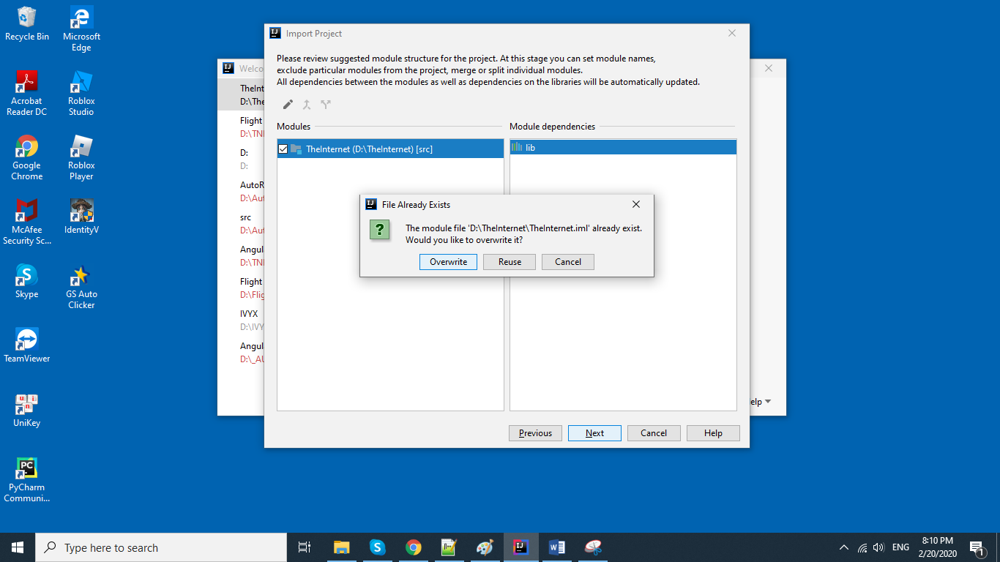 Recycle Bin
Microsoft
Edge
Acrobat
Reader DC
Roblox
Studio
Google
Chrome
Roblox
Player
McAfee
Security Sc...
IdentityV
Skype
GS Auto
Clicker
TeamViewer
UniKey
PyCharm
Communi...
Welco
TheInt
D:\The
Flight
D:\TN
D:
D:
AutoR
D:\Aut
src
D:\Aut
Angul
D:\TN
Flight
D:\Flig
IVYX
D:\IVY
Angul
D:\_AU
elp
Import Project
Please review suggested module structure for the project. At this stage you can set module names,
exclude particular modules from the project, merge or split individual modules.
All dependencies between the modules as well as dependencies on the libraries will be automatically updated.
Modules
Module dependencies
TheInternet (D:\TheInternet) [src]
lib
File Already Exists
The module file 'D:\TheInternet\TheInternet.iml' already exist.
Would you like to overwrite it?
Overwrite
Reuse
Cancel
Previous
Next
Cancel
Help
Type here to search
ENG
8:10 PM
2/20/2020
1